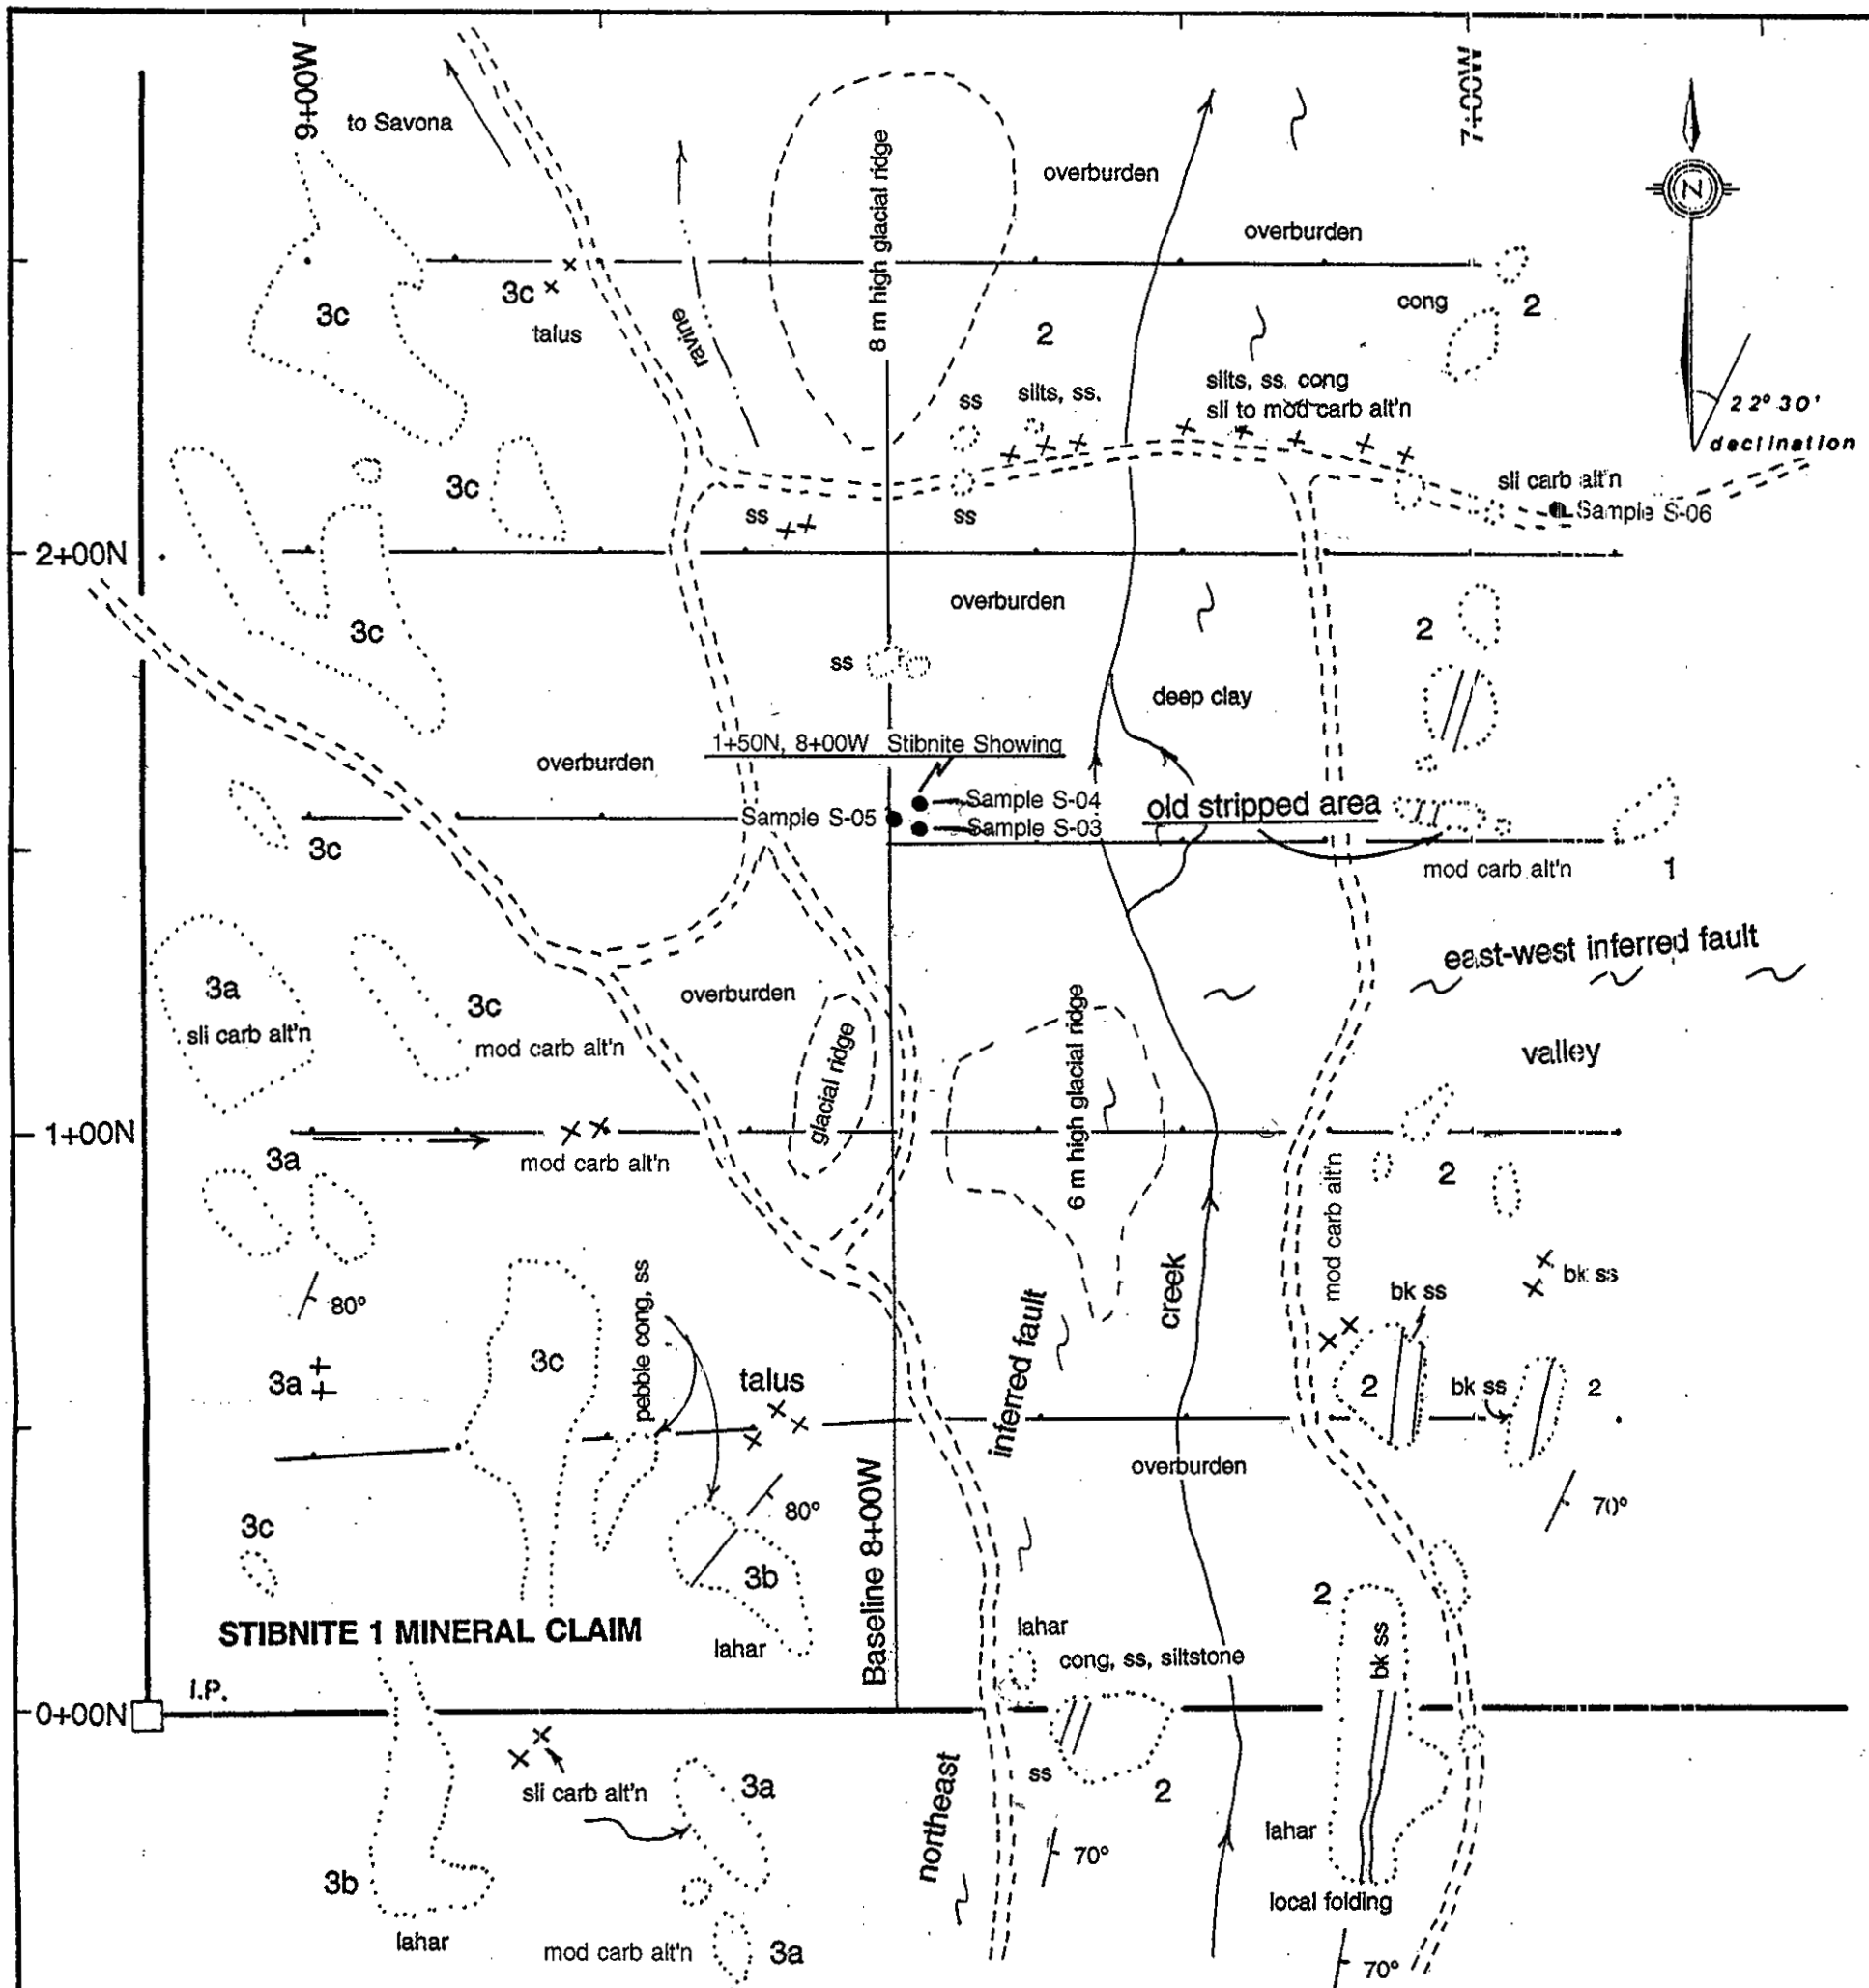 9+00W
to Savona
8 m high glacial ridge
overburden
7+00W
N
overburden
3c
3c
talus
ravine
2
cong
2
silts, ss, cong
sli to mod carb alt'n
ss
silts, ss.
22° 30'
declination
3c
ss
ss
sli carb alt'n
Sample S-06
2+00N
overburden
3c
2
ss
deep clay
1+50N, 8+00W Stibnite Showing
overburden
Sample S-04
Sample S-05
Sample S-03
old stripped area
3c
mod carb alt'n
1
east-west inferred fault
3a
sli carb alt'n
3c
mod carb alt'n
overburden
glacial ridge
6 m high glacial ridge
valley
1+00N
3a
mod carb alt'n
mod carb alt'n
2
80°
pebble cong, ss
bk ss
bk ss
3c
3a
talus
inferred fault
creek
2
bk ss
2
80°
overburden
70°
3c
Baseline 8+00W
3b
2
STIBNITE 1 MINERAL CLAIM
lahar
lahar
cong, ss, siltstone
bk ss
I.P.
0+00N
sli carb alt'n
3a
northeast
ss
2
70°
lahar
3b
local folding
lahar
mod carb alt'n
3a
70°